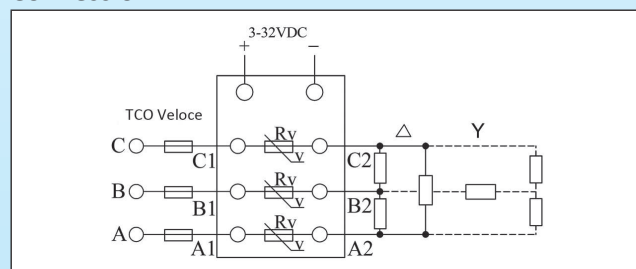 3-32VDC
+ −
TCO Veloce
C C1 Rv v C2 △ Y
B B1 Rv v B2
A A1 Rv v A2